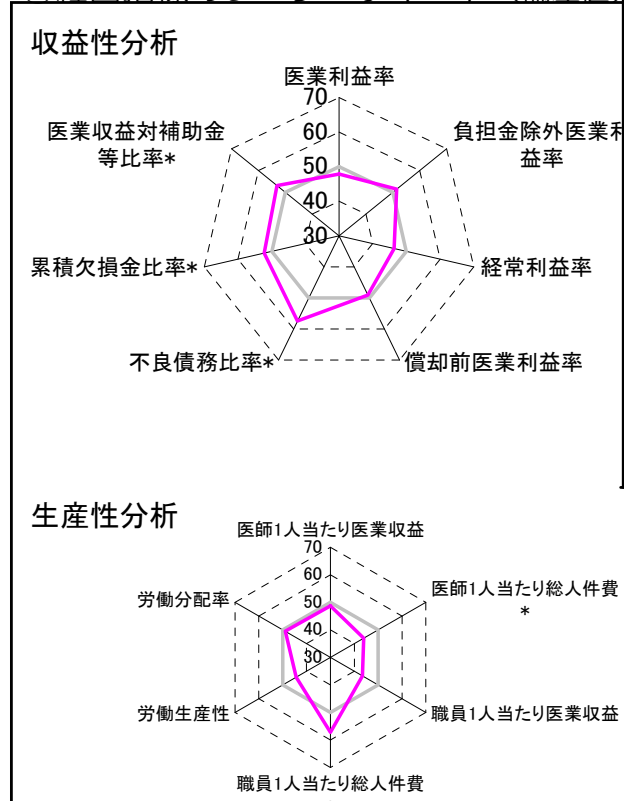 収益性分析
医業利益率
70
医業収益対補助金
等比率*
60
負担金除外医業利
益率
50
40
30
累積欠損金比率*
経常利益率
不良債務比率*
償却前医業利益率
生産性分析
医師1人当たり医業収益
70
医師1人当たり総人件費
*
労働分配率
60
50
40
30
労働生産性
職員1人当たり医業収益
職員1人当たり総人件費